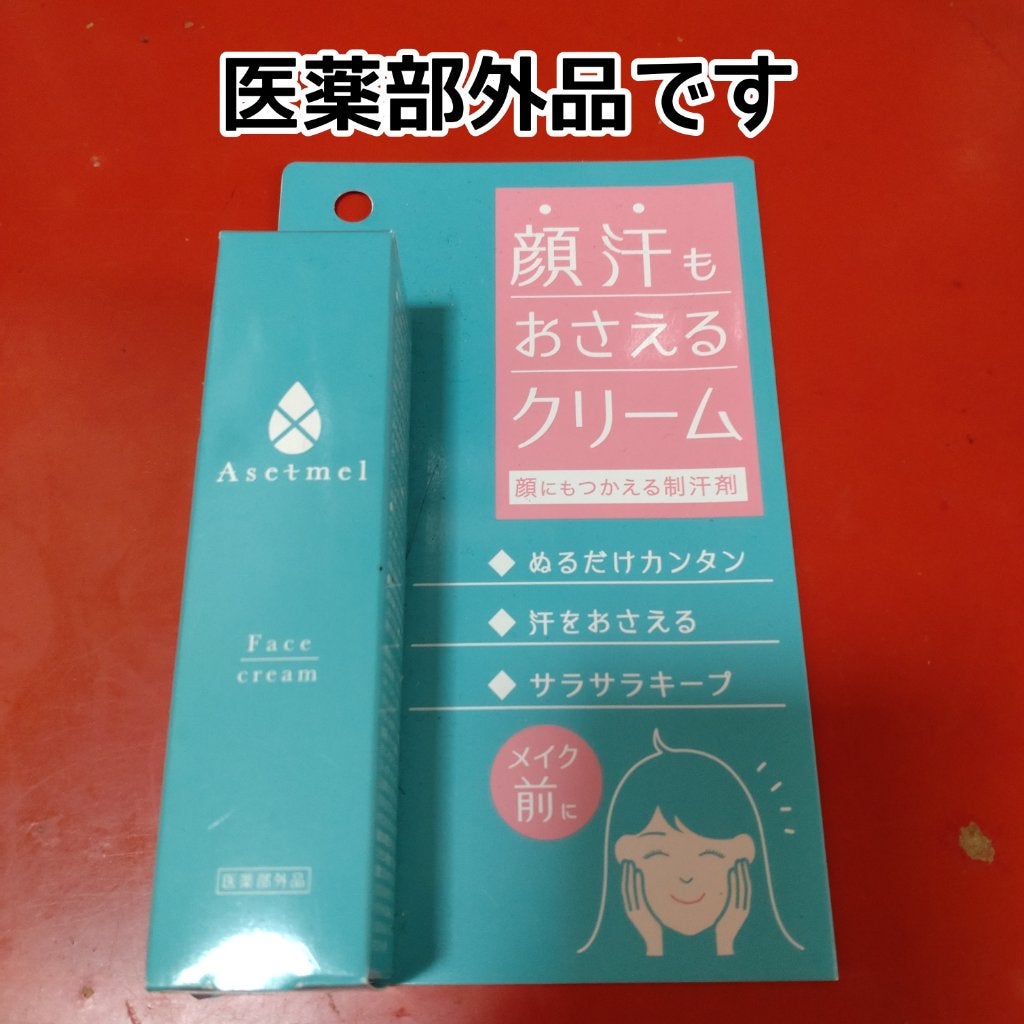 医薬部外品です
顔汗も
おさえる
クリーム
顔にもつかえる制汗剤
Asetmel
◆ ぬるだけカンタン
◆ 汗をおさえる
◆ サラサラキープ
Face
cream
メイク
前に
医薬部外品